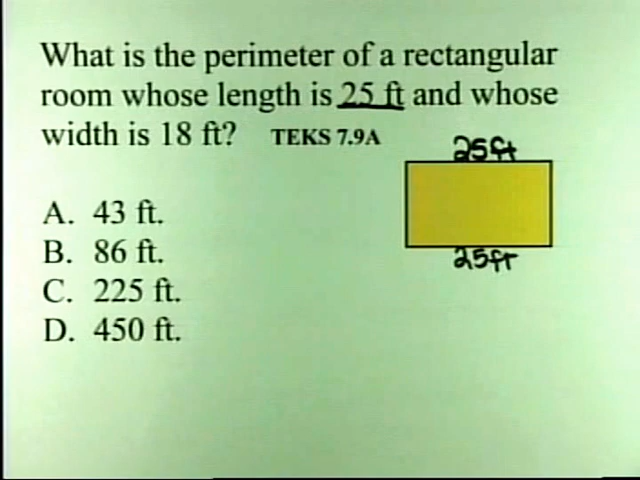 What is the perimeter of a rectangular
room whose length is 25 ft and whose
width is 18 ft? TEKS 7.9A
25ft
25ft
A. 43 ft.
B. 86 ft.
C. 225 ft.
D. 450 ft.